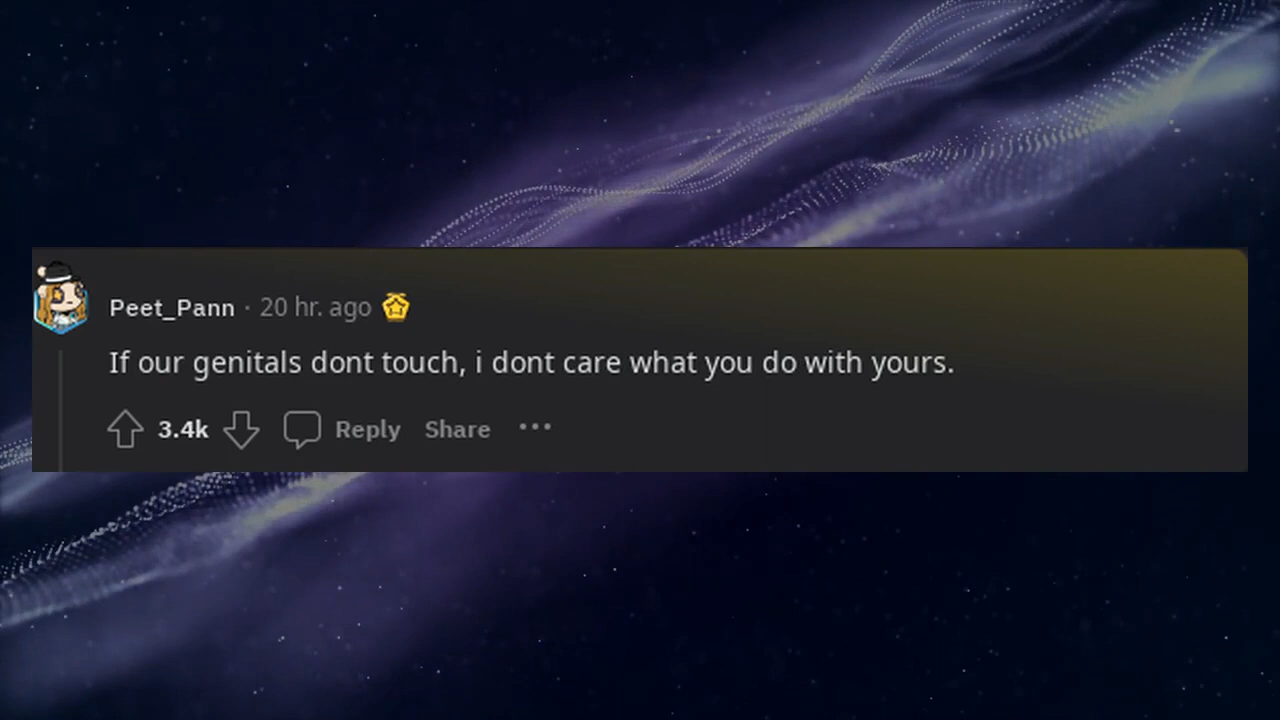 Peet_Pann · 20 hr. ago
If our genitals dont touch, i dont care what you do with yours.
3.4k Reply Share ···